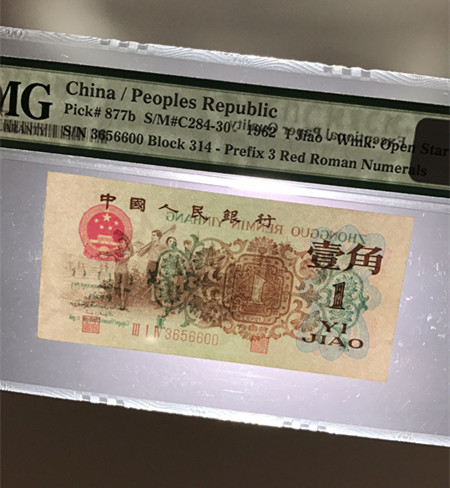 MG
China / Peoples Republic
Pick# 877b S/M#C284-30 1962 1 Jiao - Wmk: Open Star
S/N 3656600 Block 314 - Prefix 3 Red Roman Numerals
中國人民銀行
ZHONGGUO RENMIN YINHANG
壹角
1
1
YI
JIAO
III I IV 3656600